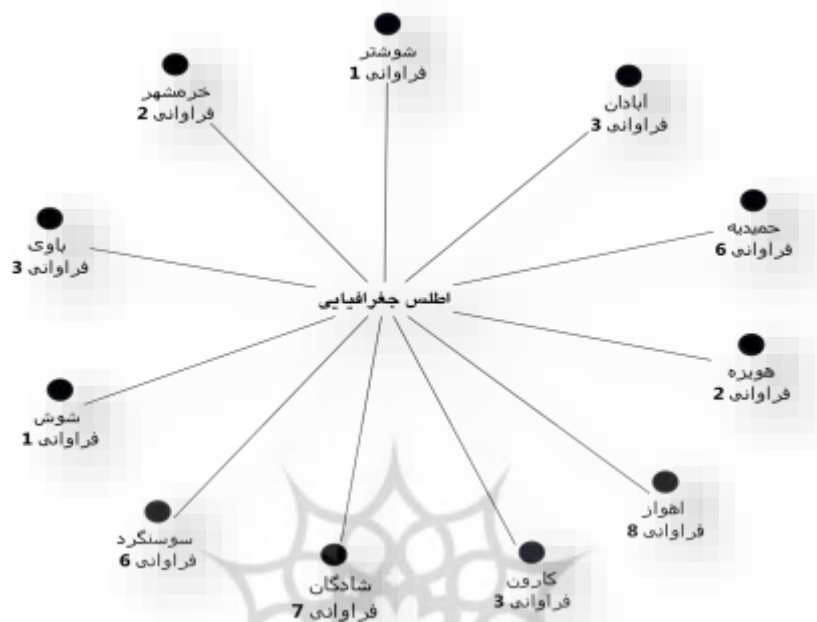 شوشتر
فراوانی 1
خرمشهر
فراوانی 2
آبادان
فراوانی 3
حمیدیه
فراوانی 6
باوی
فراوانی 3
اطلس جغرافیایی
هویزه
فراوانی 2
شوش
فراوانی 1
اهواز
فراوانی 8
سوسنگرد
فراوانی 6
شادگان
فراوانی 7
کارون
فراوانی 3